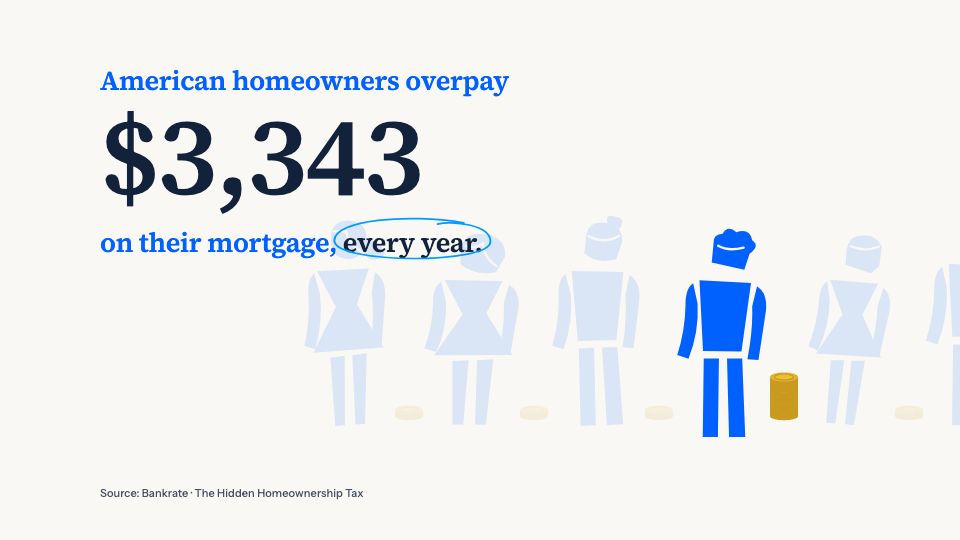 American homeowners overpay
$3,343
on their mortgage, every year.
Source: Bankrate · The Hidden Homeownership Tax